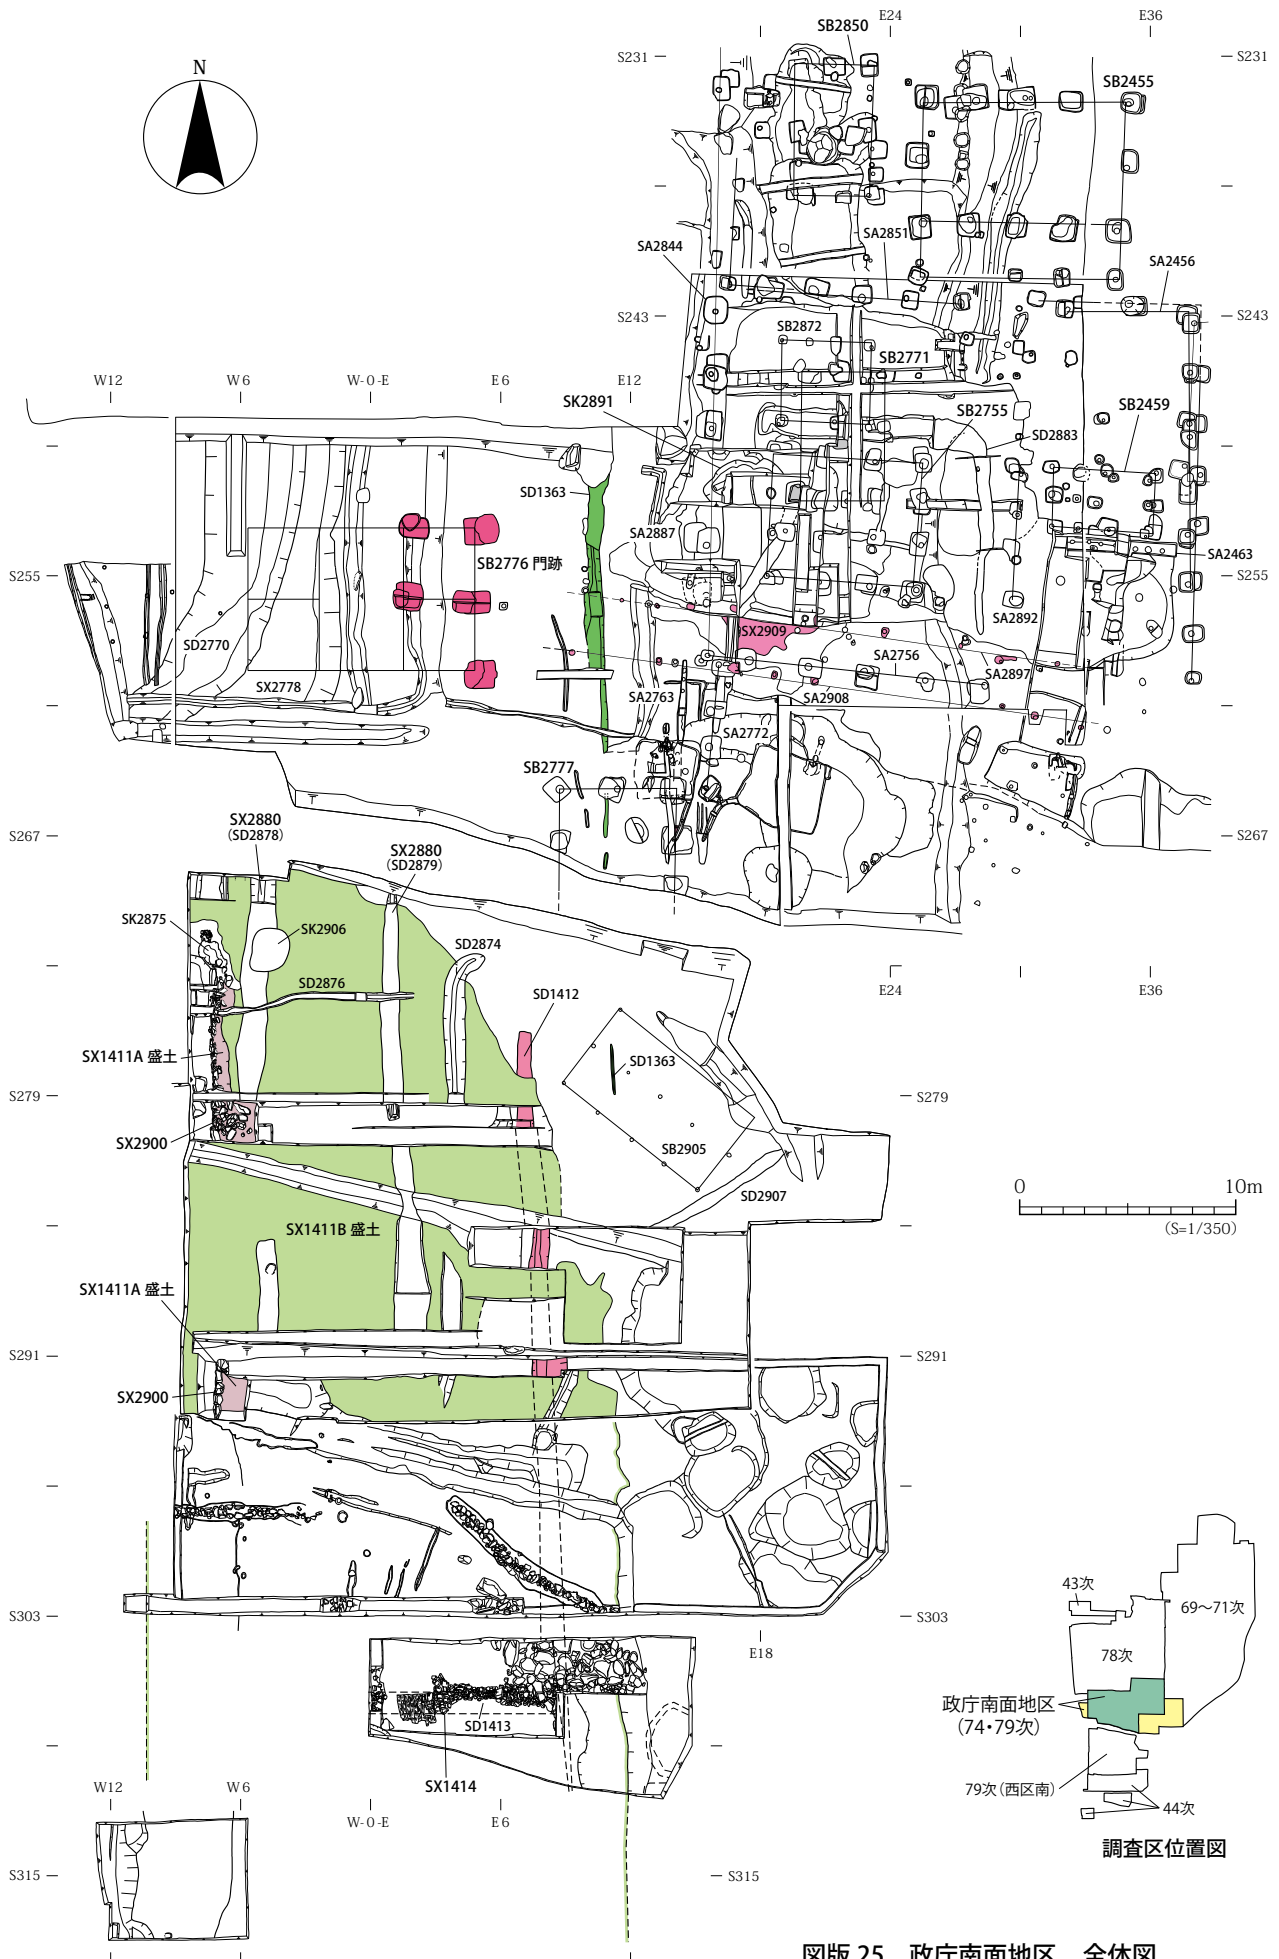 E24
E36
SB2850
S231
S231
SB2455
N
SA2851
SA2844
SA2456
S243
S243
SB2872
SB2771
W12
W6
W-0-E
E6
E12
SK2891
SB2755
SB2459
SD2883
SD1363
SA2887
SB2776 門跡
SA2463
S255
S255
SA2892
SX2909
SD2770
SA2756
SA2897
SX2778
SA2763
SA2908
SA2772
SB2777
SX2880
(SD2878)
S267
S267
SX2880
(SD2879)
SK2875
SK2906
SD2874
SD2876
E24
E36
SD1412
SX1411A 盛土
SD1363
S279
S279
SX2900
SB2905
SD2907
0
10m
(S=1/350)
SX1411B 盛土
SX1411A 盛土
S291
S291
SX2900
43次
69〜71次
S303
S303
E18
78次
政庁南面地区
(74・79次)
SD1413
SX1414
79次(西区南)
44次
W12
W6
W-0-E
E6
調査区位置図
S315
S315
図版 25 政庁南面地区 全体図